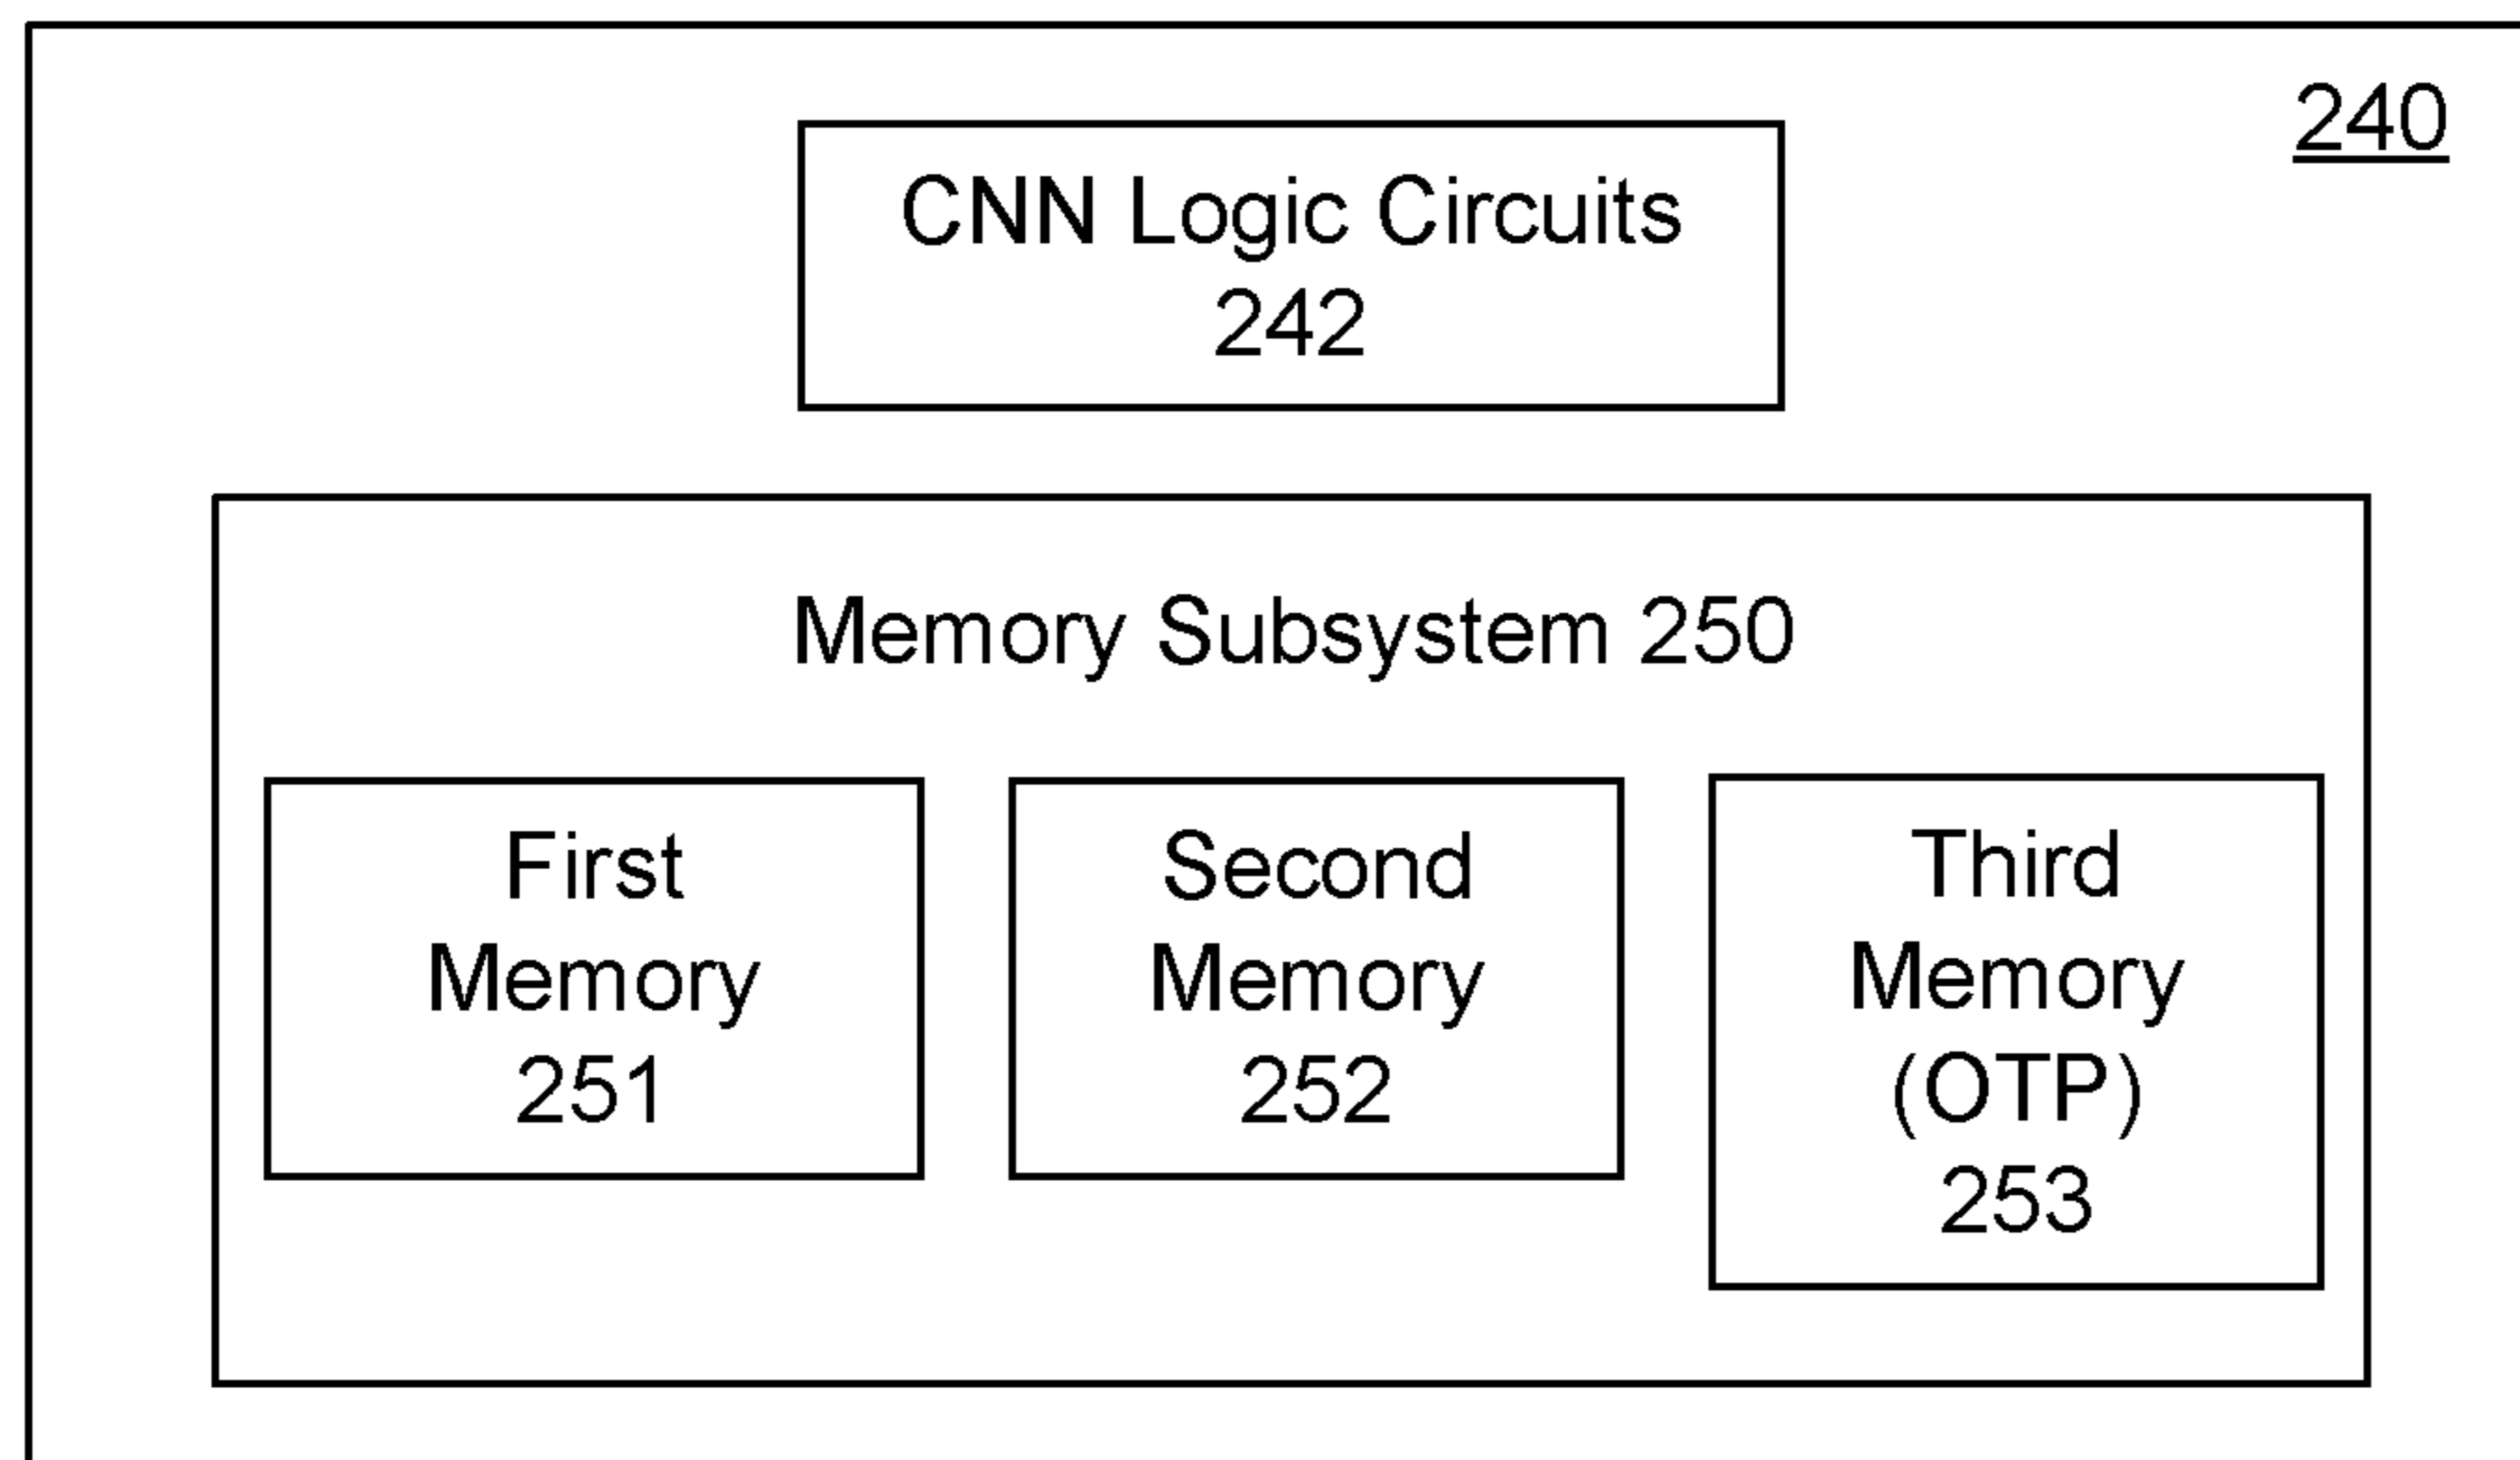 240
CNN Logic Circuits
242
Memory Subsystem 250
First
Memory
251
Second
Memory
252
Third
Memory
(OTP)
253